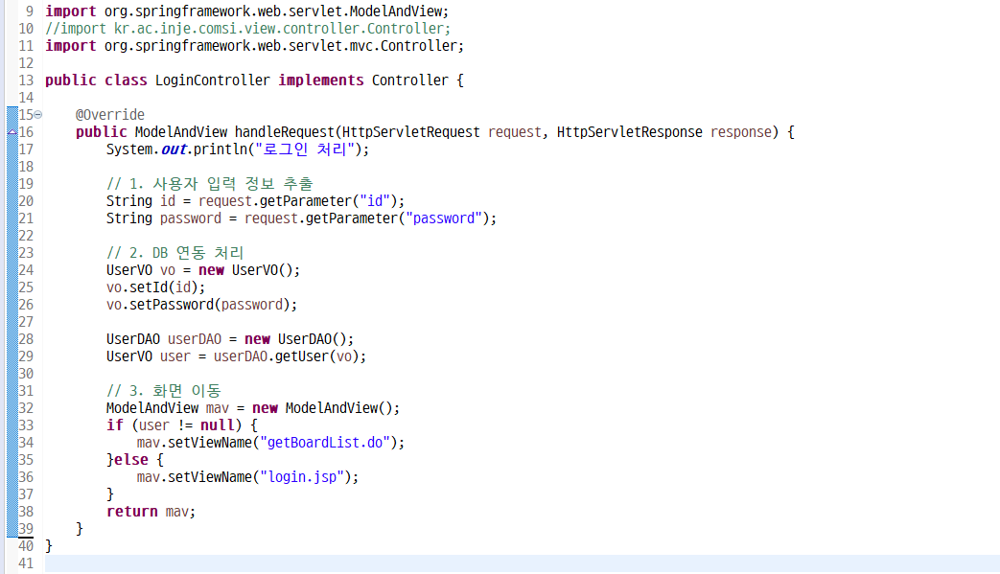 9 import org.springframework.web.servlet.ModelAndView;
10 //import kr.ac.inje.comsi.view.controller.Controller;
11 import org.springframework.web.servlet.mvc.Controller;
12
13 public class LoginController implements Controller {
14
15 @Override
16 public ModelAndView handleRequest(HttpServletRequest request, HttpServletResponse response) {
17 System.out.println("로그인 처리");
18
19 // 1. 사용자 입력 정보 추출
20 String id = request.getParameter("id");
21 String password = request.getParameter("password");
22
23 // 2. DB 연동 처리
24 UserVO vo = new UserVO();
25 vo.setId(id);
26 vo.setPassword(password);
27
28 UserDAO userDAO = new UserDAO();
29 UserVO user = userDAO.getUser(vo);
30
31 // 3. 화면 이동
32 ModelAndView mav = new ModelAndView();
33 if (user != null) {
34 mav.setViewName("getBoardList.do");
35 }else {
36 mav.setViewName("login.jsp");
37 }
38 return mav;
39 }
40 }
41